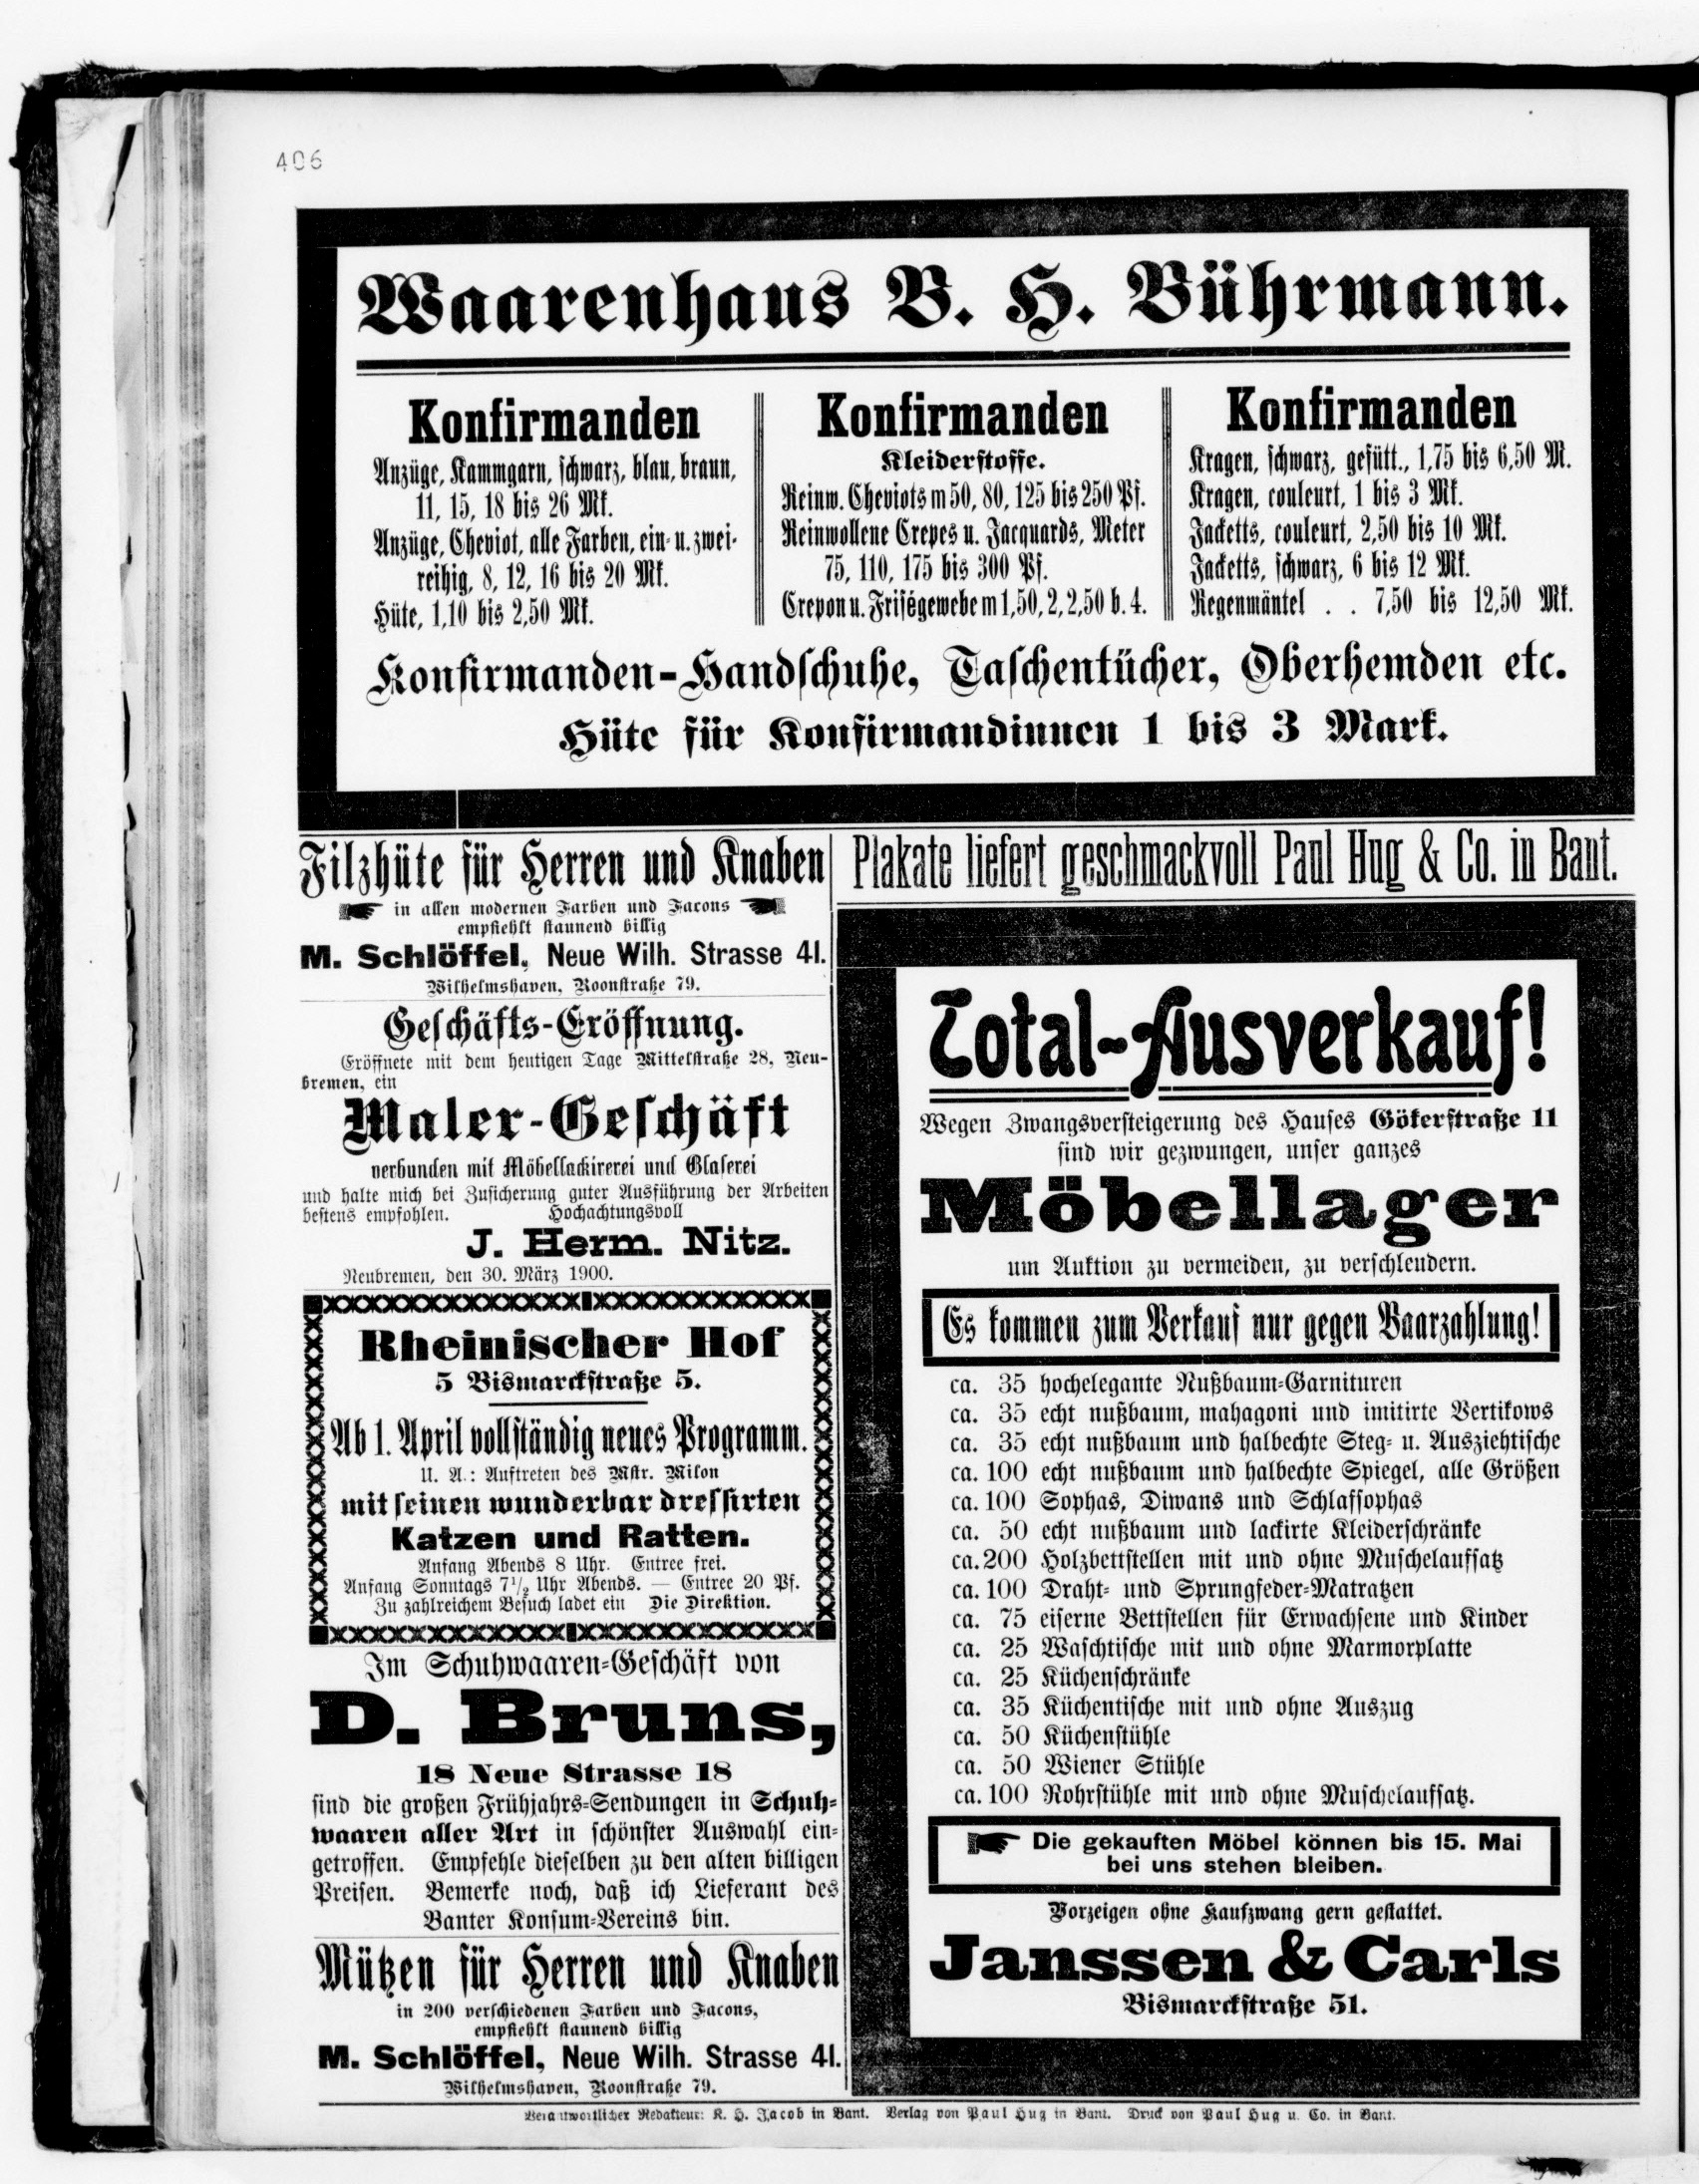 406
Waarenhaus B. H. Bührmann.
Konfirmanden
Anzüge, Kammgarn, schwarz, blau, braun,
11, 15, 18 bis 26 Mk.
Anzüge, Cheviot, alle Farben, ein- u. zwei-
reihig, 8, 12, 16 bis 20 Mk.
Hüte, 1,10 bis 2,50 Mk.
Konfirmanden
Kleiderstoffe.
Reinw. Cheviots m 50, 80, 125 bis 250 Pf.
Reinwollene Crepes u. Jacquards, Meter
75, 110, 175 bis 300 Pf.
Crepon u. Friségewebe m 1,50, 2, 2,50 b. 4.
Konfirmanden
Kragen, schwarz, gefütt., 1,75 bis 6,50 M.
Kragen, couleurt, 1 bis 3 Mk.
Jacketts, couleurt, 2,50 bis 10 Mk.
Jacketts, schwarz, 6 bis 12 Mk.
Regenmäntel . . 7,50 bis 12,50 Mk.
Konfirmanden-Handschuhe, Taschentücher, Oberhemden etc.
Hüte für Konfirmandinnen 1 bis 3 Mark.
Filzhüte für Herren und Knaben
in allen modernen Farben und Facons
empfiehlt staunend billig
M. Schlöffel, Neue Wilh. Strasse 41.
Wilhelmshaven, Roonstraße 79.
Geschäfts-Eröffnung.
Eröffnete mit dem heutigen Tage Mittelstraße 28, Neu-
bremen, ein
Maler-Geschäft
verbunden mit Möbellackirerei und Glaserei
und halte mich bei Zusicherung guter Ausführung der Arbeiten
bestens empfohlen. Hochachtungsvoll
J. Herm. Nitz.
Neubremen, den 30. März 1900.
Rheinischer Hof
5 Bismarckstraße 5.
Ab 1. April vollständig neues Programm.
U. A.: Auftreten des Mstr. Milon
mit seinen wunderbar dressirten
Katzen und Ratten.
Anfang Abends 8 Uhr. Entree frei.
Anfang Sonntags 7½ Uhr Abends. — Entree 20 Pf.
Zu zahlreichem Besuch ladet ein Die Direktion.
Im Schuhwaaren-Geschäft von
D. Bruns,
18 Neue Strasse 18
sind die großen Frühjahrs-Sendungen in Schuh-
waaren aller Art in schönster Auswahl ein-
getroffen. Empfehle dieselben zu den alten billigen
Preisen. Bemerke noch, daß ich Lieferant des
Banter Konsum-Vereins bin.
Mützen für Herren und Knaben
in 200 verschiedenen Farben und Facons,
empfiehlt staunend billig
M. Schlöffel, Neue Wilh. Strasse 41.
Wilhelmshaven, Roonstraße 79.
Plakate liefert geschmackvoll Paul Hug & Co. in Bant.
Total-Ausverkauf!
Wegen Zwangsversteigerung des Hauses Gökerstraße 11
sind wir gezwungen, unser ganzes
Möbellager
um Auktion zu vermeiden, zu verschleudern.
Es kommen zum Verkauf nur gegen Baarzahlung!
ca. 35 hochelegante Nußbaum-Garnituren
ca. 35 echt nußbaum, mahagoni und imitirte Vertikows
ca. 35 echt nußbaum und halbechte Steg- u. Ausziehtische
ca. 100 echt nußbaum und halbechte Spiegel, alle Größen
ca. 100 Sophas, Diwans und Schlafsophas
ca. 50 echt nußbaum und lackirte Kleiderschränke
ca. 200 Holzbettstellen mit und ohne Muschelaufsatz
ca. 100 Draht- und Sprungfeder-Matratzen
ca. 75 eiserne Bettstellen für Erwachsene und Kinder
ca. 25 Waschtische mit und ohne Marmorplatte
ca. 25 Küchenschränke
ca. 35 Küchentische mit und ohne Auszug
ca. 50 Küchenstühle
ca. 50 Wiener Stühle
ca. 100 Rohrstühle mit und ohne Muschelaufsatz.
Die gekauften Möbel können bis 15. Mai
bei uns stehen bleiben.
Vorzeigen ohne Kaufzwang gern gestattet.
Janssen & Carls
Bismarckstraße 51.
Verantwortlicher Redakteur: K. H. Jacob in Bant. Verlag von Paul Hug in Bant. Druck von Paul Hug u. Co. in Bant.